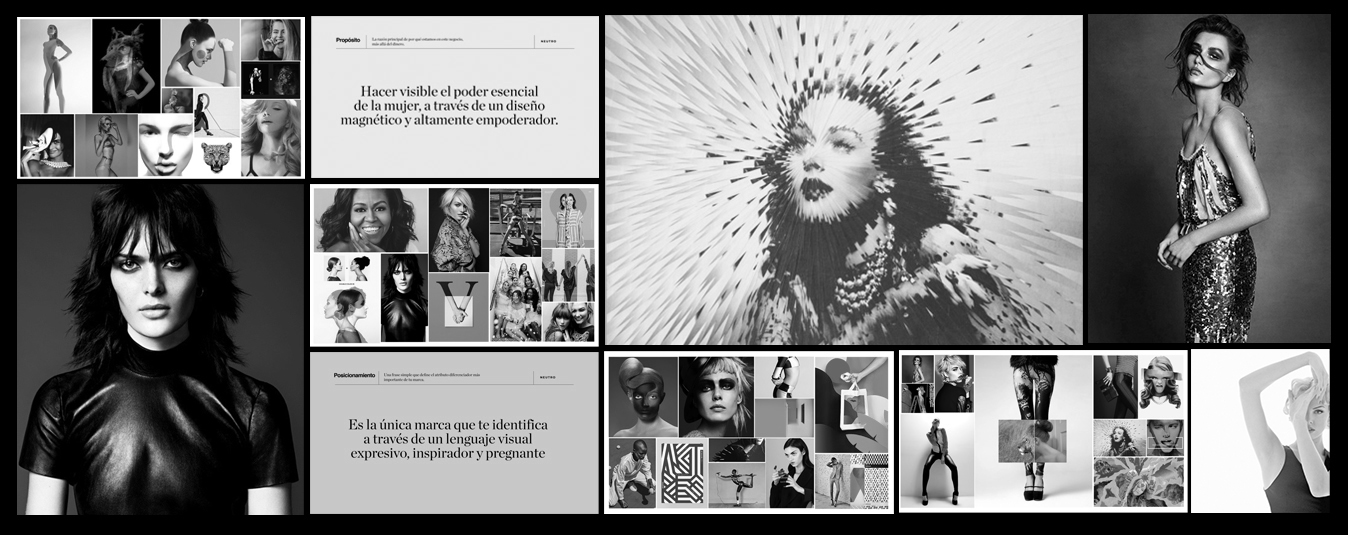 Propósito
La razón principal de por qué estamos en este negocio,
más allá del dinero.
NEUTRO
Hacer visible el poder esencial
de la mujer, a través de un diseño
magnético y altamente empoderador.
Posicionamiento
Una frase simple que define el atributo diferenciador más
importante de tu marca.
NEUTRO
Es la única marca que te identifica
a través de un lenguaje visual
expresivo, inspirador y pregnante